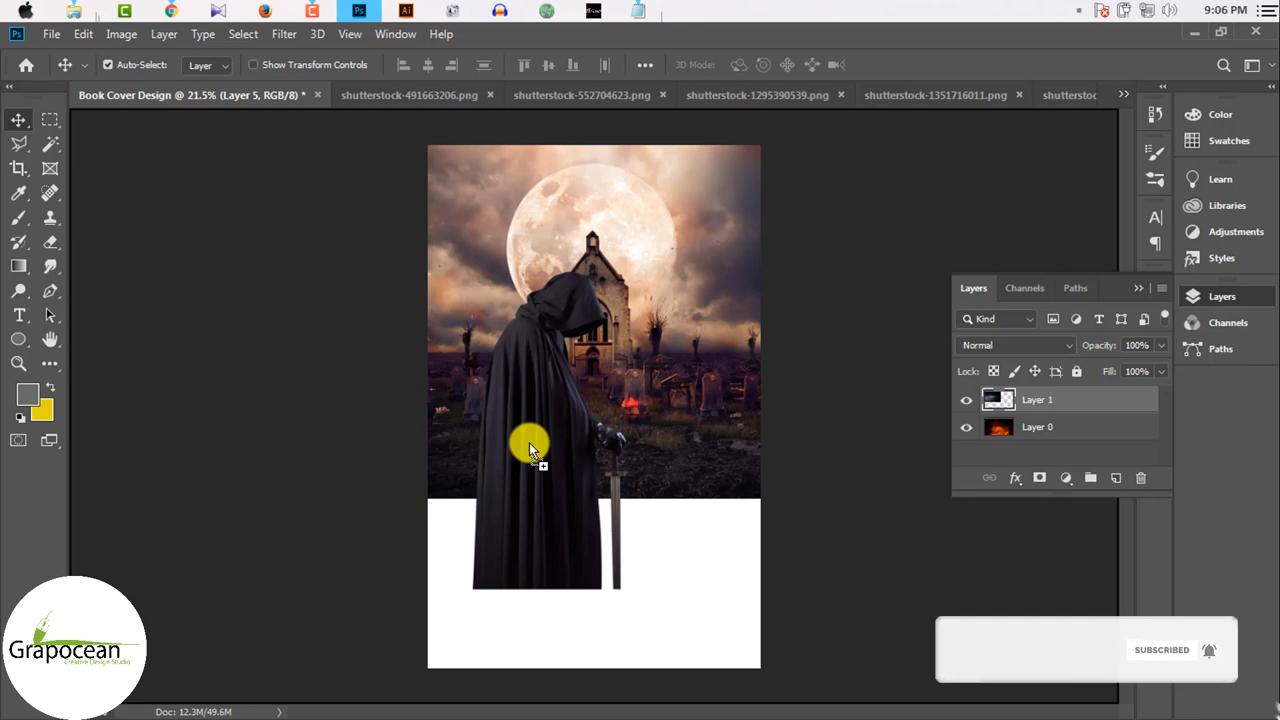 9:06 PM
Ps
Ai
Ps
File
Edit
Image
Layer
Type
Select
Filter
3D
View
Window
Help
Auto-Select:
Layer
Show Transform Controls
3D Mode:
Book Cover Design @ 21.5% (Layer 5, RGB/8) *
shutterstock-491663206.png
shutterstock-552704623.png
shutterstock-1295390539.png
shutterstock-1351716011.png
shutterstoc
Color
Swatches
Learn
Libraries
Adjustments
Styles
Layers
Channels
Paths
Layers
Channels
Paths
Kind
Normal
Opacity: 100%
Lock:
Fill: 100%
Layer 1
Layer 0
fx
Grapocean
Creative Design Studio
SUBSCRIBED
Doc: 12.3M/49.6M